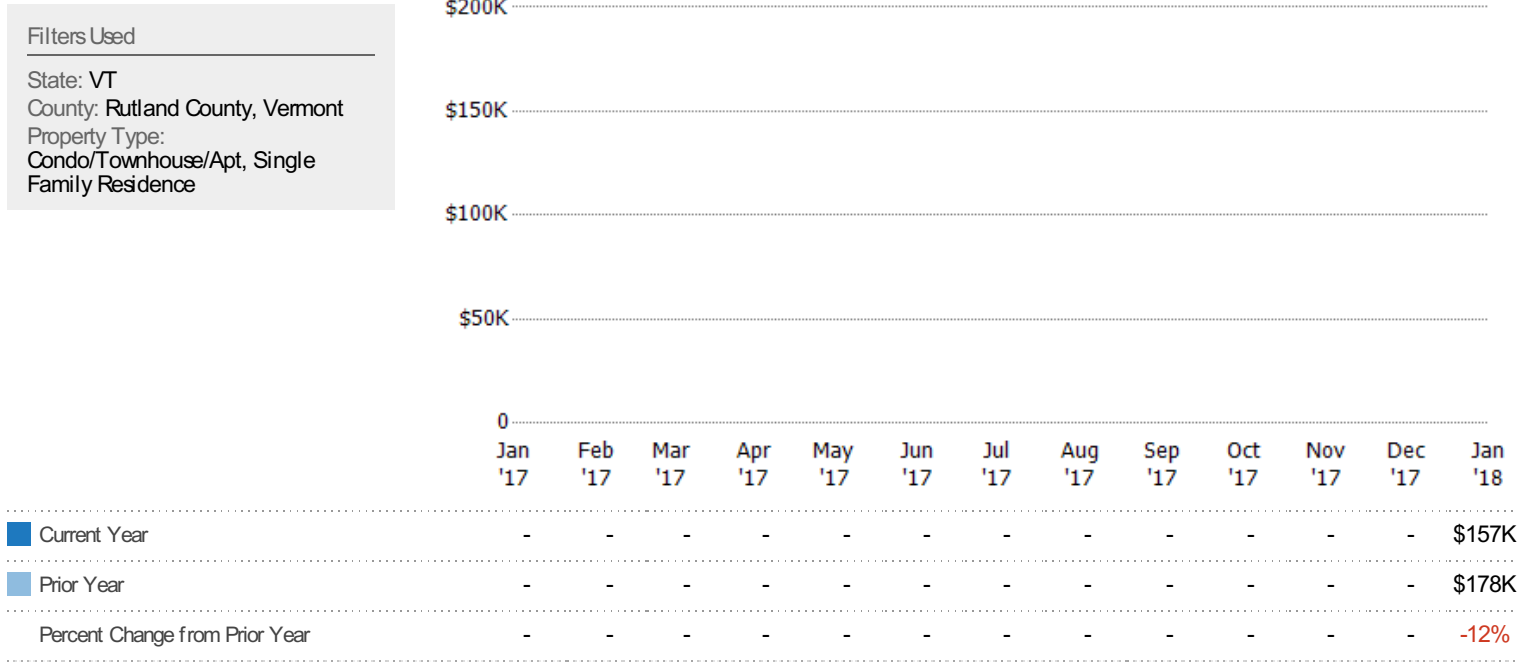 Filters Used
State: VT
County: Rutland County, Vermont
Property Type:
Condo/Townhouse/Apt, Single
Family Residence
$200K
$150K
$100K
$50K
0
Jan Feb Mar Apr May Jun Jul Aug Sep Oct Nov Dec Jan
'17 '17 '17 '17 '17 '17 '17 '17 '17 '17 '17 '17 '18
Current Year - - - - - - - - - - - - $157K
Prior Year - - - - - - - - - - - - $178K
Percent Change from Prior Year - - - - - - - - - - - - -12%